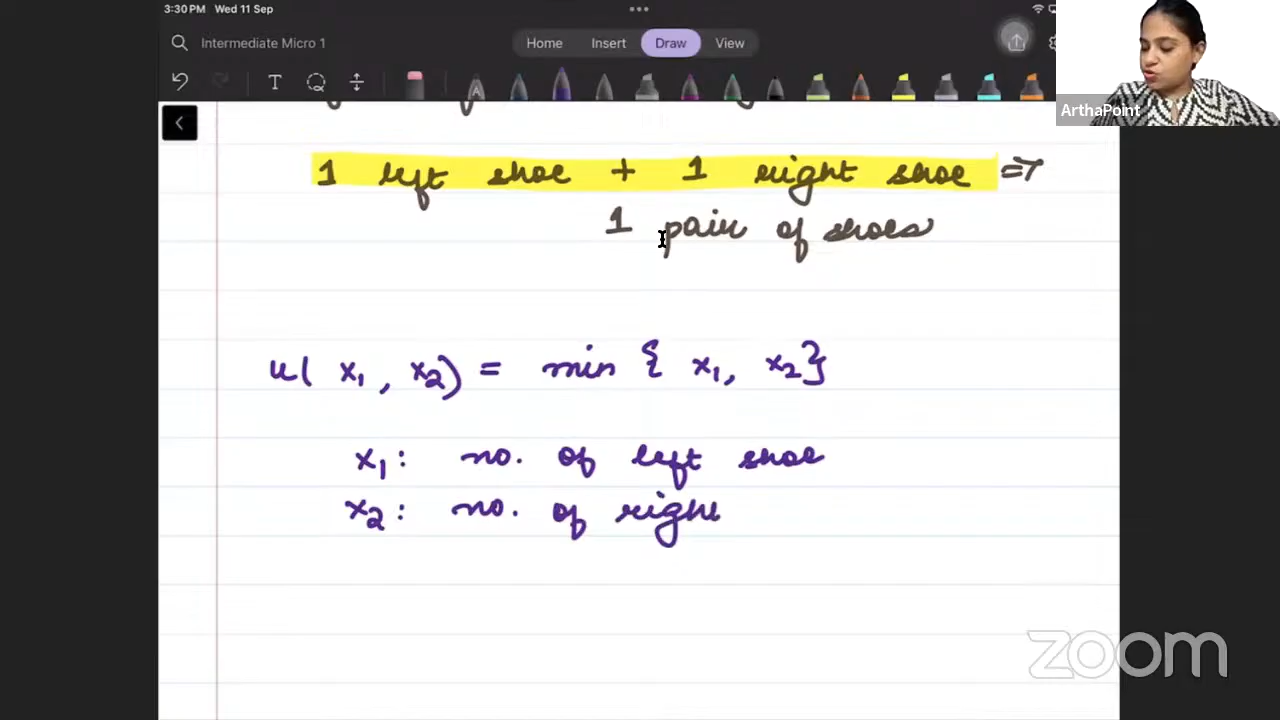 3:30 PM Wed 11 Sep
Intermediate Micro 1
Home Insert Draw View
ArthaPoint
1 left shoe + 1 right shoe =>
1 pair of shoes
u( x1, x2) = min { x1, x2}
x1: no. of left shoe
x2: no. of right
zoom